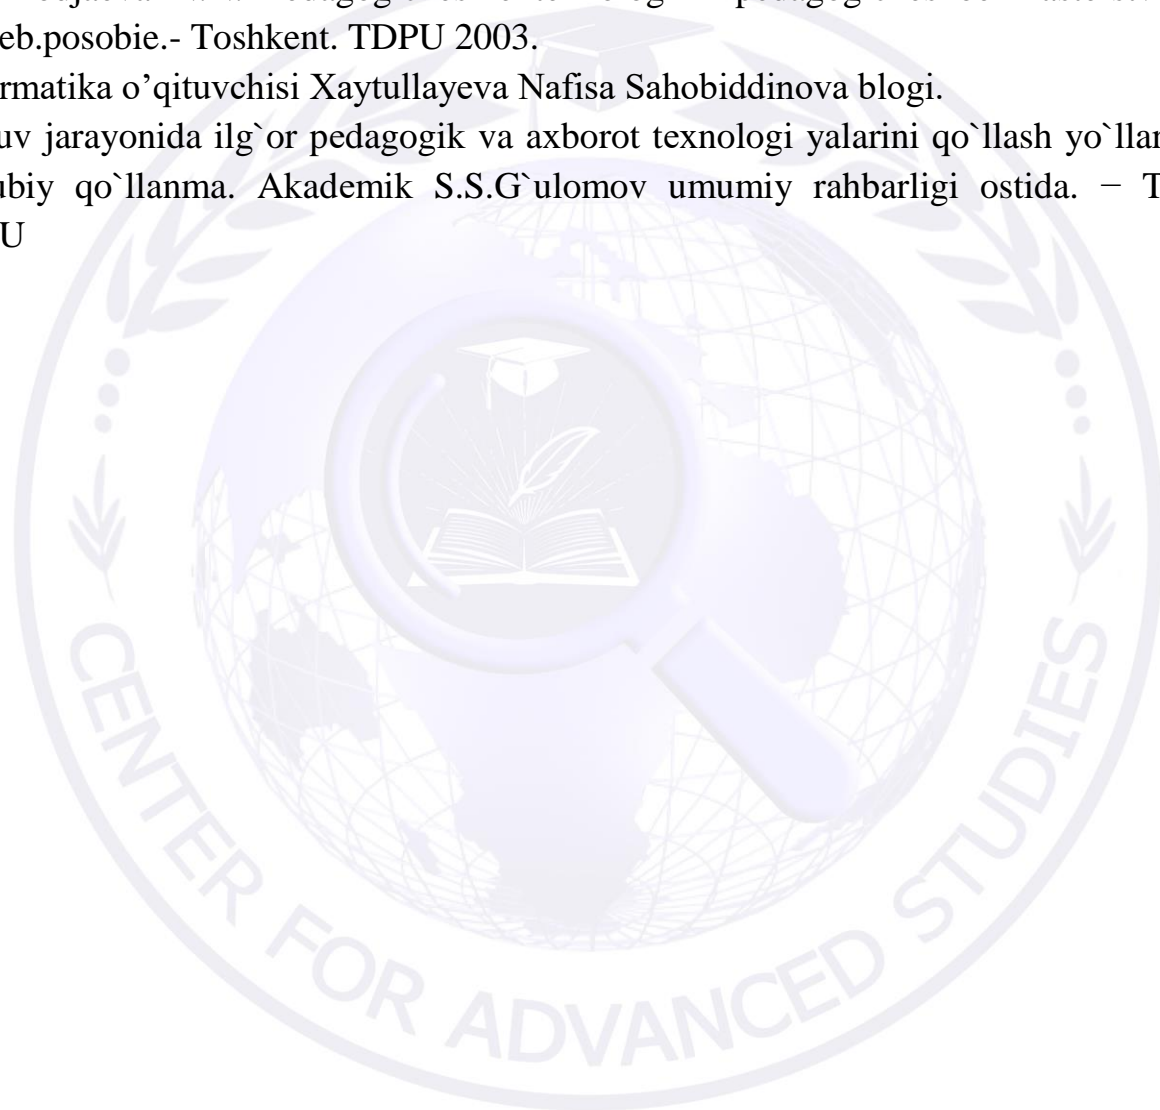 eb.posobie.- Toshkent. TDPU 2003.
rmatika o’qituvchisi Xaytullayeva Nafisa Sahobiddinova blogi.
uv jarayonida ilg`or pedagogik va axborot texnologi yalarini qo`llash yo`llar
ubiy qo`llanma. Akademik S.S.G`ulomov umumiy rahbarligi ostida. − T
U
CENTER FOR ADVANCED STUDIES